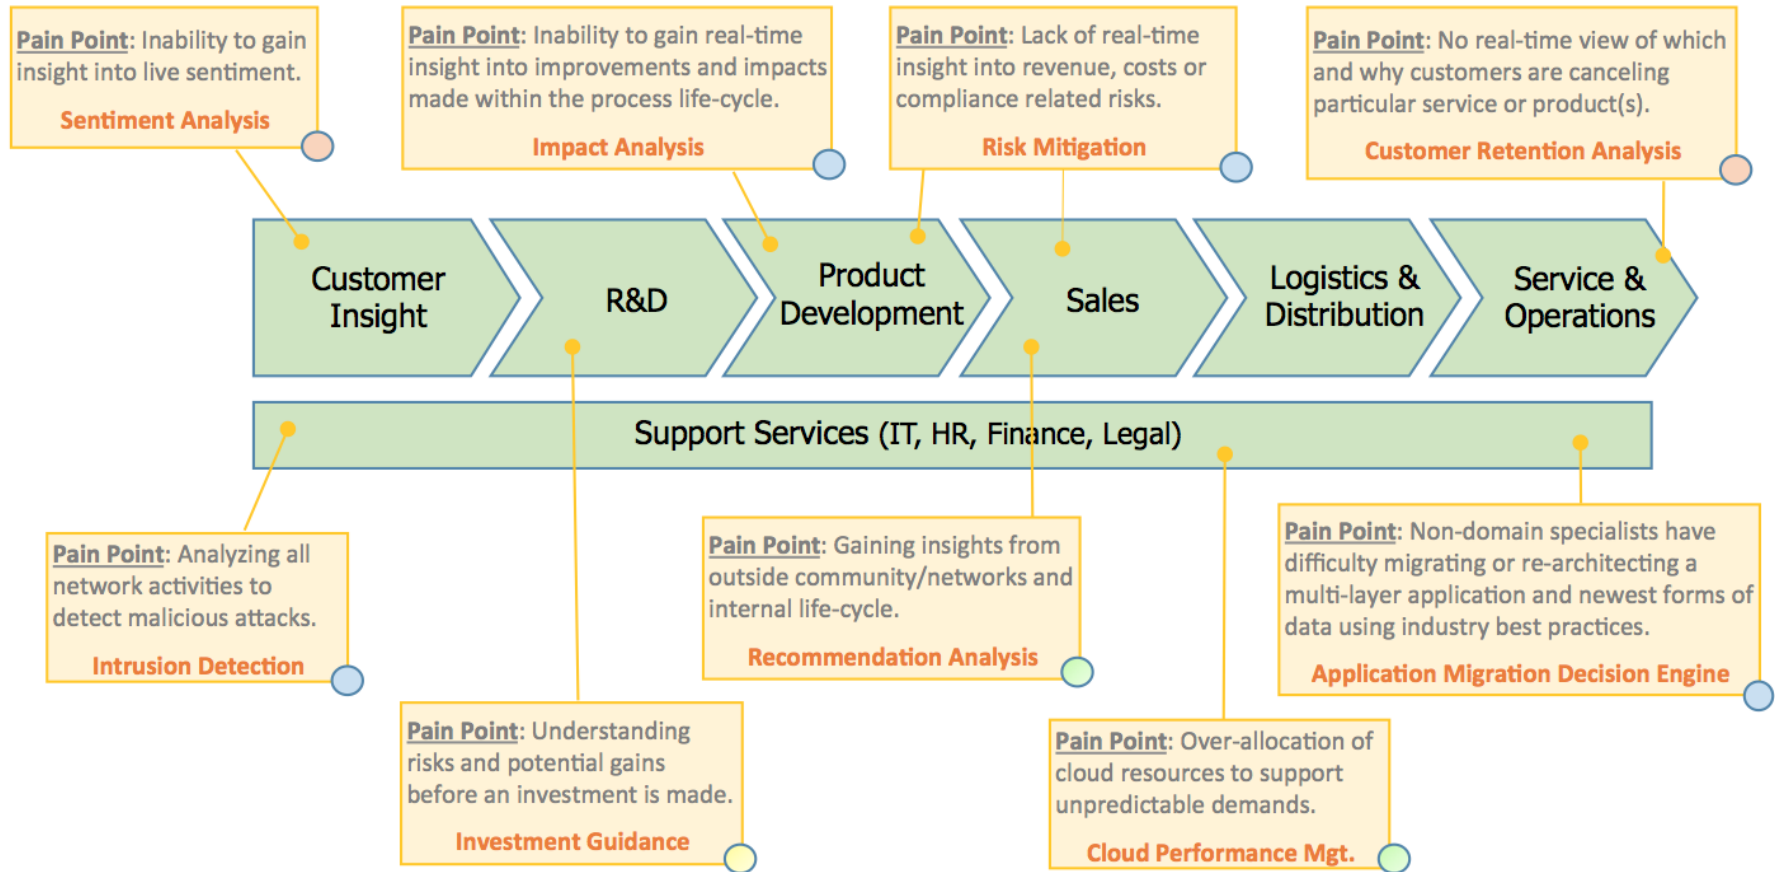 Pain Point: Inability to gain
insight into live sentiment.
Sentiment Analysis
Pain Point: Inability to gain real-time
insight into improvements and impacts
made within the process life-cycle.
Impact Analysis
Pain Point: Lack of real-time
insight into revenue, costs or
compliance related risks.
Risk Mitigation
Pain Point: No real-time view of which
and why customers are canceling
particular service or product(s).
Customer Retention Analysis
Customer
Insight
R&D
Product
Development
Sales
Logistics &
Distribution
Service &
Operations
Support Services (IT, HR, Finance, Legal)
Pain Point: Analyzing all
network activities to
detect malicious attacks.
Intrusion Detection
Pain Point: Understanding
risks and potential gains
before an investment is made.
Investment Guidance
Pain Point: Gaining insights from
outside community/networks and
internal life-cycle.
Recommendation Analysis
Pain Point: Over-allocation of
cloud resources to support
unpredictable demands.
Cloud Performance Mgt.
Pain Point: Non-domain specialists have
difficulty migrating or re-architecting a
multi-layer application and newest forms of
data using industry best practices.
Application Migration Decision Engine